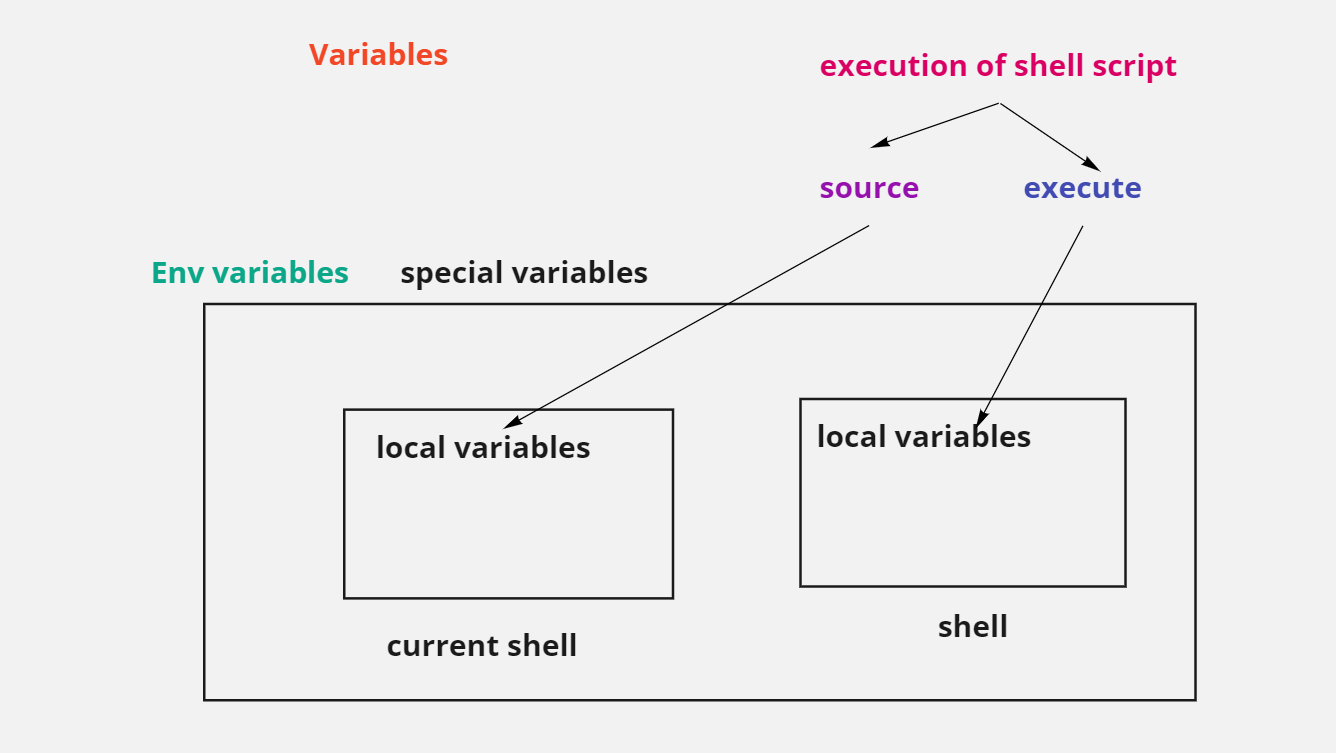 Variables
execution of shell script
source
execute
Env variables
special variables
local variables
local variables
current shell
shell